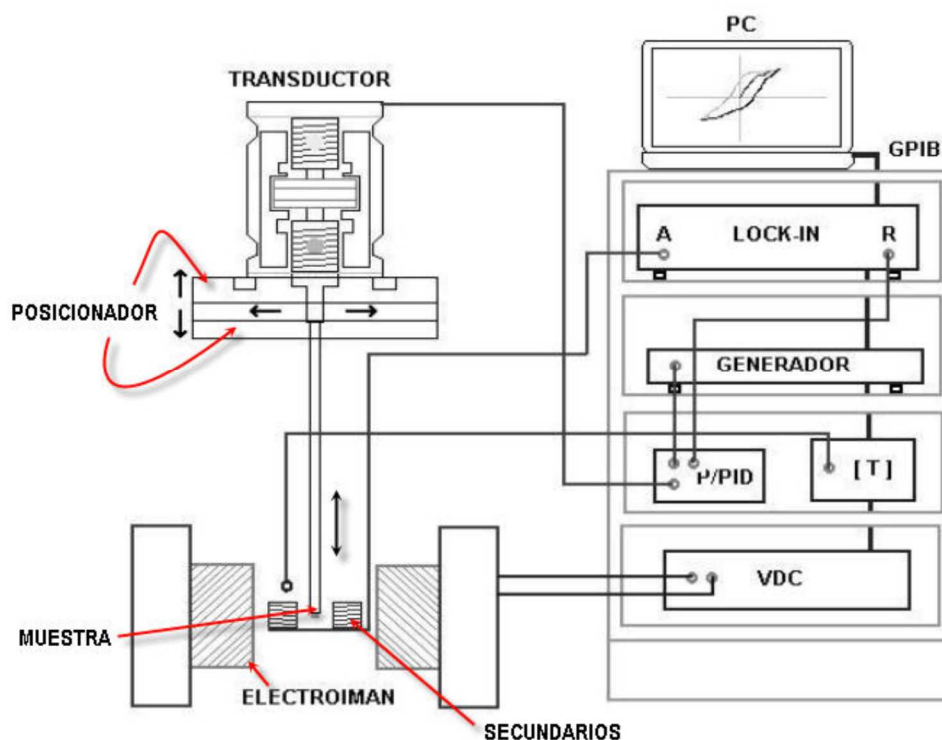 PC
TRANSDUCTOR
GPIB
A LOCK-IN R
POSICIONADOR
GENERADOR
P/PID
[T]
VDC
MUESTRA
ELECTROIMAN
SECUNDARIOS